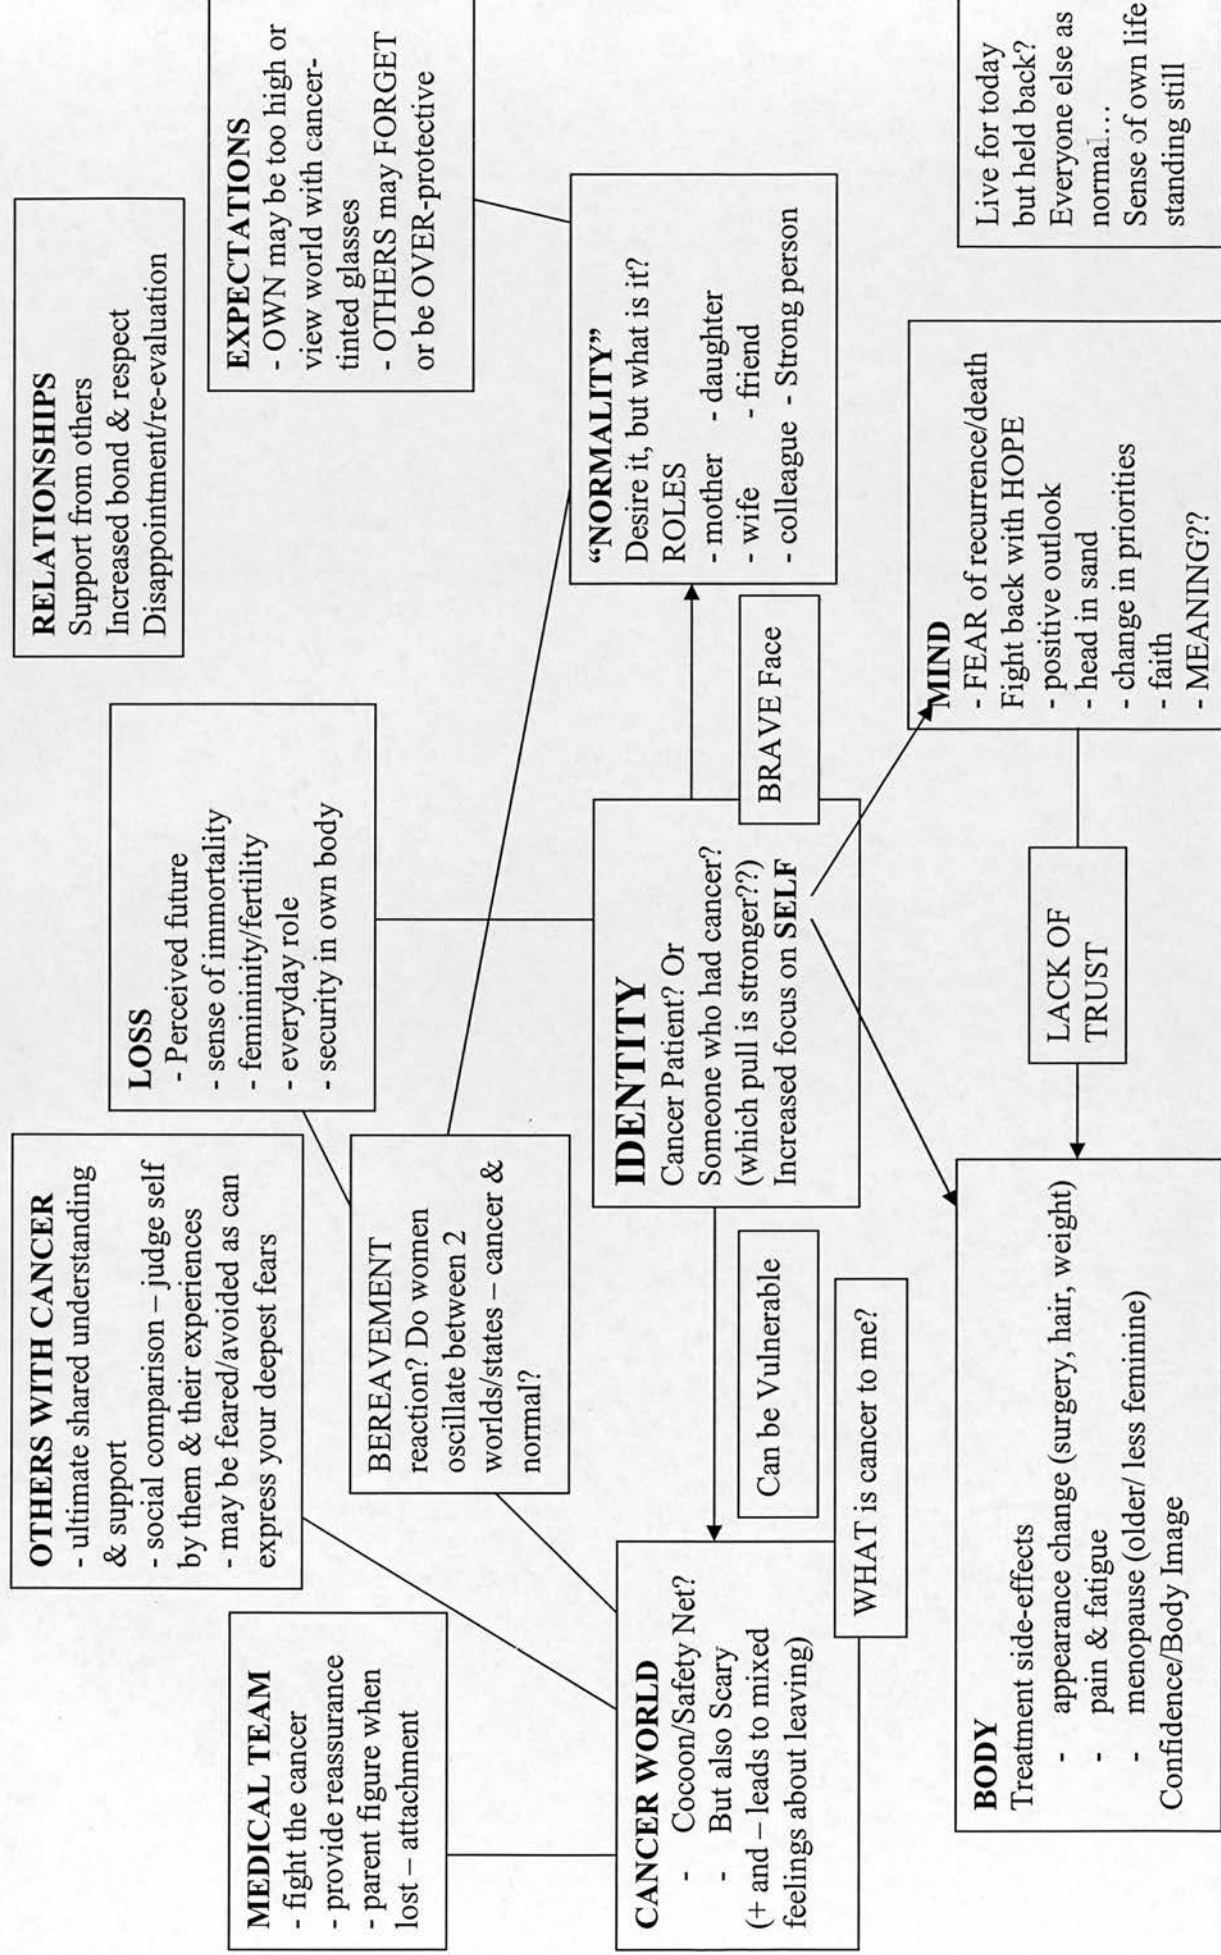 OTHERS WITH CANCER
- ultimate shared understanding
& support
- social comparison – judge self
by them & their experiences
- may be feared/avoided as can
express your deepest fears
LOSS
- Perceived future
- sense of immortality
- femininity/fertility
- everyday role
- security in own body
RELATIONSHIPS
Support from others
Increased bond & respect
Disappointment/re-evaluation
MEDICAL TEAM
- fight the cancer
- provide reassurance
- parent figure when
lost – attachment
EXPECTATIONS
- OWN may be too high or
view world with cancer-
tinted glasses
- OTHERS may FORGET
or be OVER-protective
BEREAVEMENT
reaction? Do women
oscillate between 2
worlds/states – cancer &
normal?
CANCER WORLD
- Cocoon/Safety Net?
- But also Scary
(+ and – leads to mixed
feelings about leaving)
IDENTITY
Cancer Patient? Or
Someone who had cancer?
(which pull is stronger??)
Increased focus on SELF
“NORMALITY”
Desire it, but what is it?
ROLES
- mother - daughter
- wife - friend
- colleague - Strong person
Can be Vulnerable
BRAVE Face
WHAT is cancer to me?
BODY
Treatment side-effects
- appearance change (surgery, hair, weight)
- pain & fatigue
- menopause (older/ less feminine)
Confidence/Body Image
LACK OF
TRUST
MIND
- FEAR of recurrence/death
Fight back with HOPE
- positive outlook
- head in sand
- change in priorities
- faith
- MEANING??
Live for today
but held back?
Everyone else as
normal…
Sense of own life
standing still